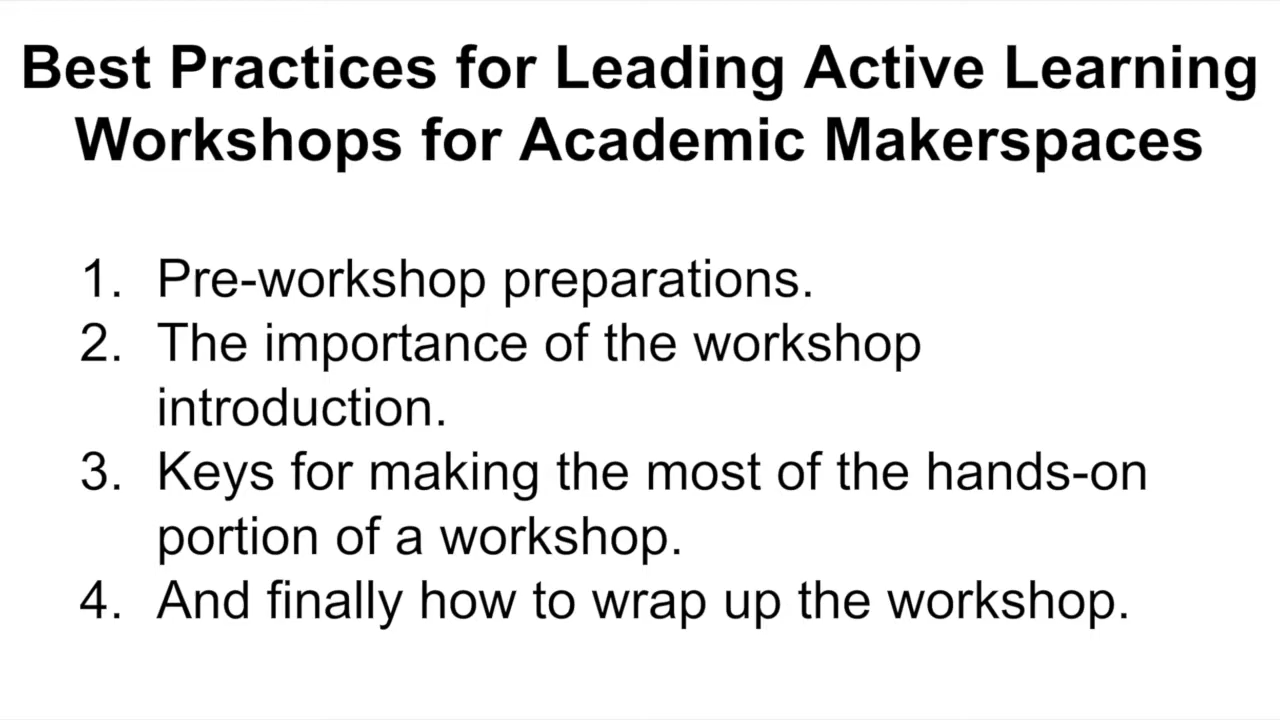 Best Practices for Leading Active Learning
Workshops for Academic Makerspaces
1. Pre-workshop preparations.
2. The importance of the workshop
introduction.
3. Keys for making the most of the hands-on
portion of a workshop.
4. And finally how to wrap up the workshop.